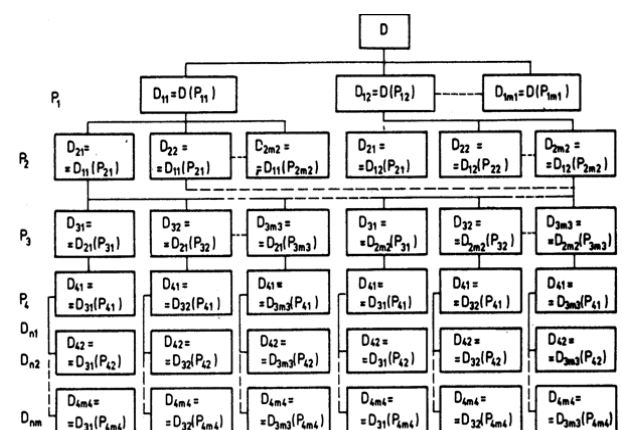 D
P1 D11=D(P11) D12=D(P12) D1m1=D(P1m1)
P2 D21= D22= D2m2= D21= D22= D2m2=
=D11(P21) =D11(P21) =D11(P2m2) =D12(P21) =D12(P22) =D12(P2m2)
P3 D31= D32= D3m3= D31= D32= D3m3=
=D21(P31) =D21(P32) =D21(P3m3) =D2m2(P31) =D2m2(P32) =D2m2(P3m3)
P4 D41= D41= D41= D41= D41= D41=
=D31(P41) =D32(P41) =D3m3(P41) =D31(P41) =D32(P41) =D3m3(P41)
Dn1 D42= D42= D42= D42= D42= D42=
Dn2 =D31(P42) =D32(P42) =D3m3(P42) =D31(P42) =D32(P42) =D3m3(P42)
D4m4= D4m4= D4m4= D4m4= D4m4= D4m4=
Dnm =D31(P4m4) =D32(P4m4) =D3m3(P4m4) =D31(P4m4) =D32(P4m4) =D3m3(P4m4)